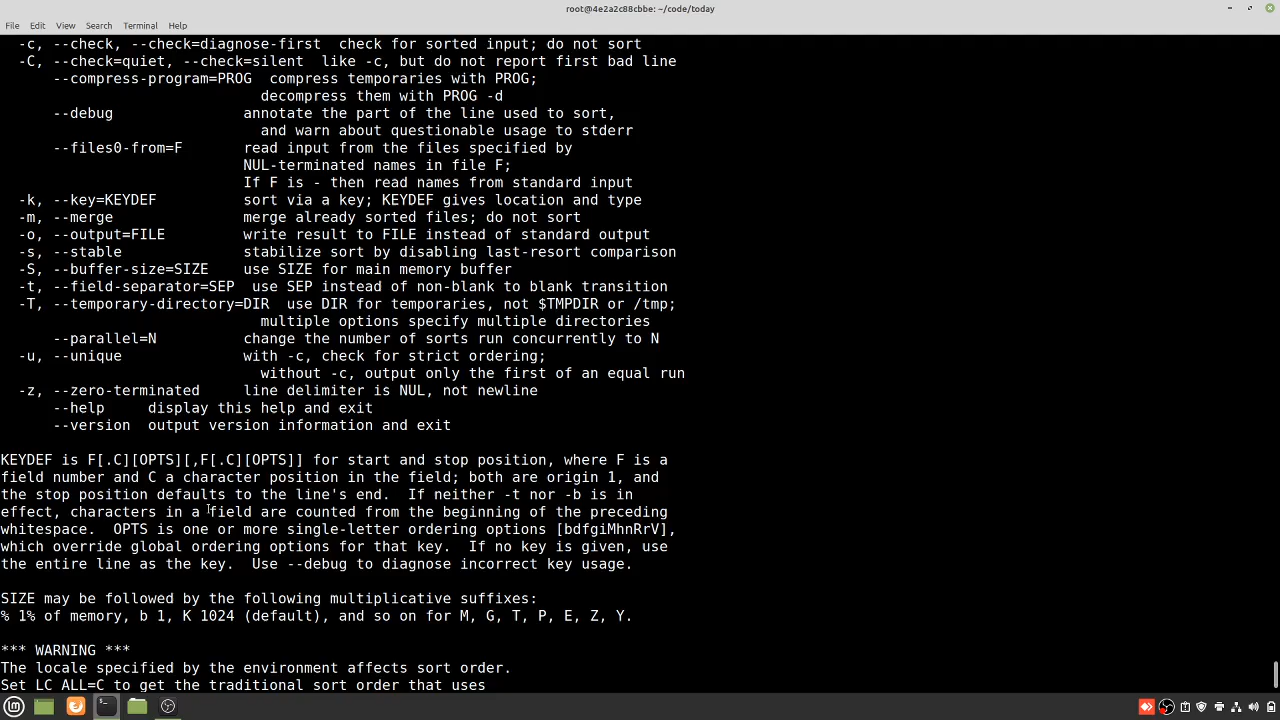 root@4e2a2c88cbbe: ~/code/today
File Edit View Search Terminal Help
-c, --check, --check=diagnose-first  check for sorted input; do not sort
-C, --check=quiet, --check=silent  like -c, but do not report first bad line
--compress-program=PROG  compress temporaries with PROG;
decompress them with PROG -d
--debug               annotate the part of the line used to sort,
and warn about questionable usage to stderr
--files0-from=F       read input from the files specified by
NUL-terminated names in file F;
If F is - then read names from standard input
-k, --key=KEYDEF          sort via a key; KEYDEF gives location and type
-m, --merge               merge already sorted files; do not sort
-o, --output=FILE         write result to FILE instead of standard output
-s, --stable              stabilize sort by disabling last-resort comparison
-S, --buffer-size=SIZE    use SIZE for main memory buffer
-t, --field-separator=SEP  use SEP instead of non-blank to blank transition
-T, --temporary-directory=DIR  use DIR for temporaries, not $TMPDIR or /tmp;
multiple options specify multiple directories
--parallel=N          change the number of sorts run concurrently to N
-u, --unique              with -c, check for strict ordering;
without -c, output only the first of an equal run
-z, --zero-terminated     line delimiter is NUL, not newline
--help     display this help and exit
--version  output version information and exit
KEYDEF is F[.C][OPTS][,F[.C][OPTS]] for start and stop position, where F is a
field number and C a character position in the field; both are origin 1, and
the stop position defaults to the line's end.  If neither -t nor -b is in
effect, characters in a field are counted from the beginning of the preceding
whitespace.  OPTS is one or more single-letter ordering options [bdfgiMhnRrV],
which override global ordering options for that key.  If no key is given, use
the entire line as the key.  Use --debug to diagnose incorrect key usage.
SIZE may be followed by the following multiplicative suffixes:
% 1% of memory, b 1, K 1024 (default), and so on for M, G, T, P, E, Z, Y.
*** WARNING ***
The locale specified by the environment affects sort order.
Set LC_ALL=C to get the traditional sort order that uses